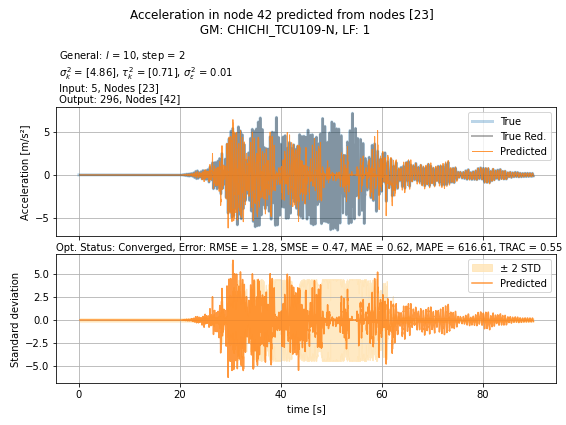 Acceleration in node 42 predicted from nodes [23]
GM: CHICHI_TCU109-N, LF: 1
General: l = 10, step = 2
σ²ₖ = [4.86], τ²ₖ = [0.71], σ²ε = 0.01
Input: 5, Nodes [23]
Output: 296, Nodes [42]
Acceleration [m/s²]
5
0
−5
True
True Red.
Predicted
Opt. Status: Converged, Error: RMSE = 1.28, SMSE = 0.47, MAE = 0.62, MAPE = 616.61, TRAC = 0.55
Standard deviation
5.0
2.5
0.0
−2.5
−5.0
± 2 STD
Predicted
0 20 40 60 80
time [s]